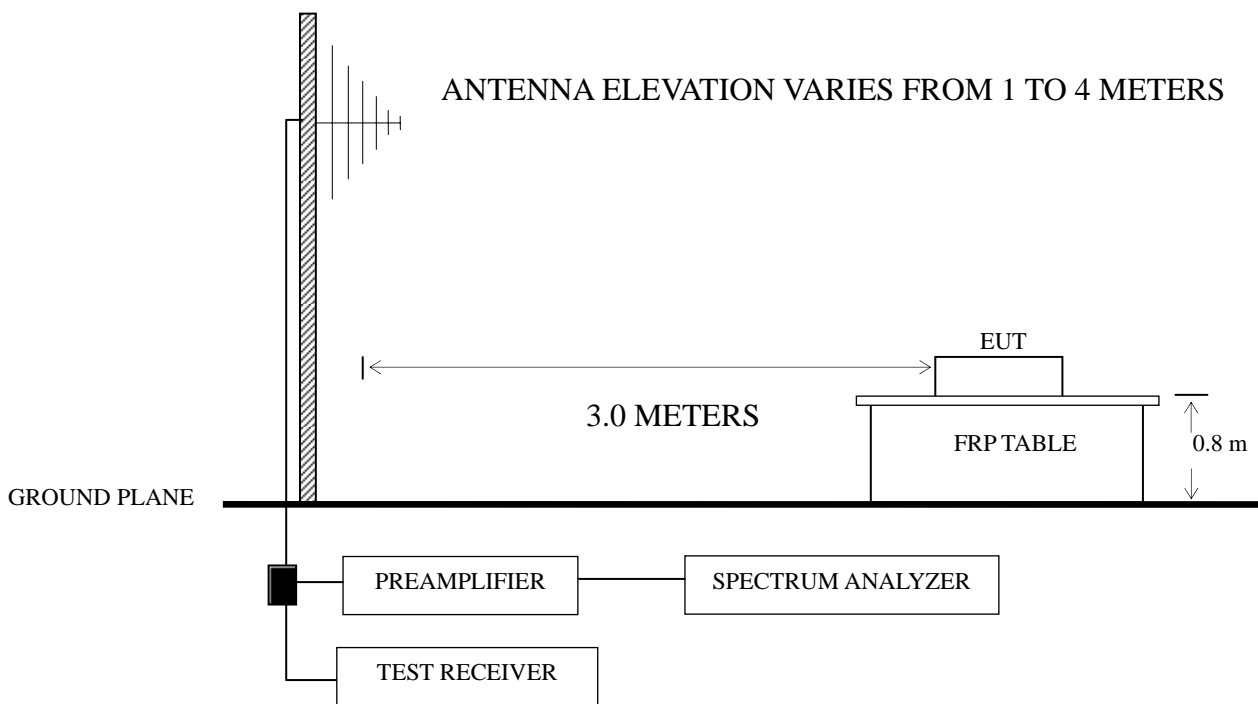 ANTENNA ELEVATION VARIES FROM 1 TO 4 METERS
EUT
3.0 METERS
FRP TABLE
0.8 m
GROUND PLANE
PREAMPLIFIER
SPECTRUM ANALYZER
TEST RECEIVER